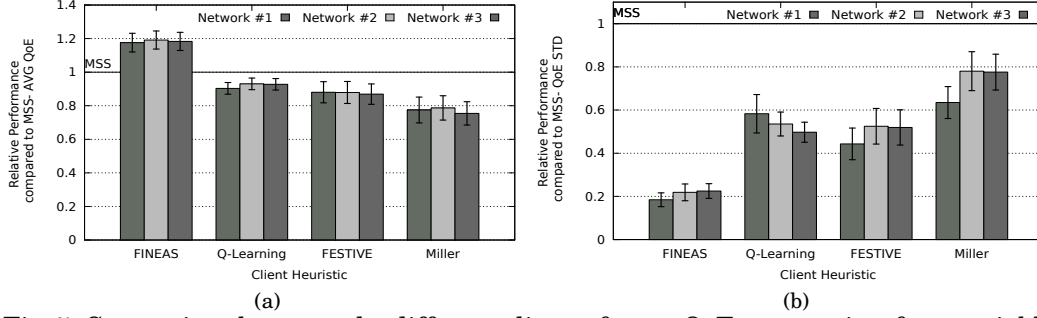 Relative Performance
compared to MSS- AVG QoE
1.4
1.2
1
0.8
0.6
0.4
0.2
0
MSS
Network #1
Network #2
Network #3
FINEAS
Q-Learning
FESTIVE
Miller
Client Heuristic
(a)
Relative Performance
compared to MSS- QoE STD
1
0.8
0.6
0.4
0.2
0
MSS
Network #1
Network #2
Network #3
FINEAS
Q-Learning
FESTIVE
Miller
Client Heuristic
(b)